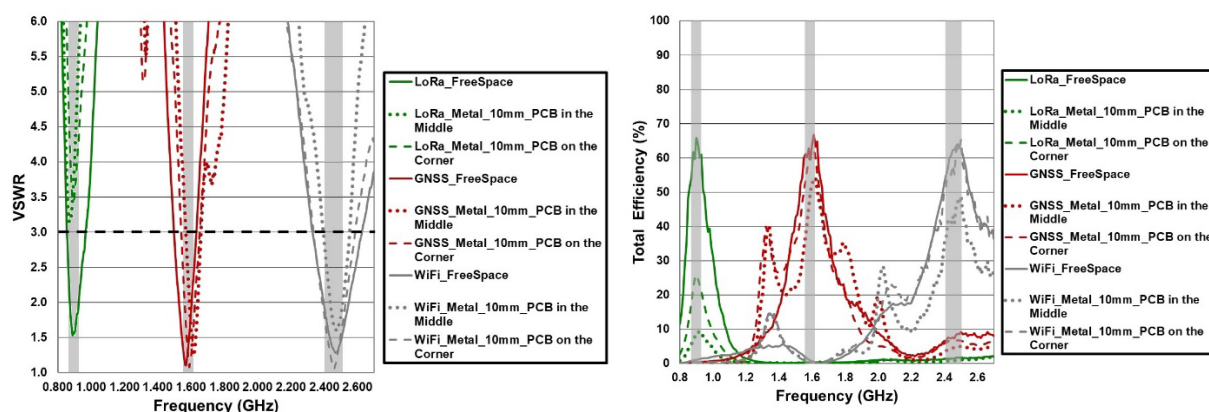 6.0
5.5
5.0
4.5
4.0
3.5
3.0
2.5
2.0
1.5
1.0
VSWR
0.800 1.000 1.200 1.400 1.600 1.800 2.000 2.200 2.400 2.600
Frequency (GHz)
LoRa_FreeSpace
LoRa_Metal_10mm_PCB in the
Middle
LoRa_Metal_10mm_PCB on the
Corner
GNSS_FreeSpace
GNSS_Metal_10mm_PCB in the
Middle
GNSS_Metal_10mm_PCB on the
Corner
WiFi_FreeSpace
WiFi_Metal_10mm_PCB in the
Middle
WiFi_Metal_10mm_PCB on the
Corner
100
90
80
70
60
50
40
30
20
10
0
Total Efficiency (%)
0.8 1.0 1.2 1.4 1.6 1.8 2.0 2.2 2.4 2.6
Frequency (GHz)
LoRa_FreeSpace
LoRa_Metal_10mm_PCB in the
Middle
LoRa_Metal_10mm_PCB on the
Corner
GNSS_FreeSpace
GNSS_Metal_10mm_PCB in the
Middle
GNSS_Metal_10mm_PCB on the
Corner
WiFi_FreeSpace
WiFi_Metal_10mm_PCB in the
Middle
WiFi_Metal_10mm_PCB on the
Corner